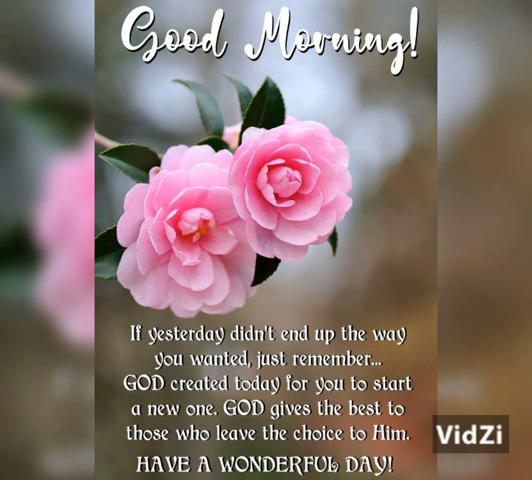 Good Morning!
If yesterday didn't end up the way
you wanted, just remember...
GOD created today for you to start
a new one. GOD gives the best to
those who leave the choice to Him.
HAVE A WONDERFUL DAY!
VidZi